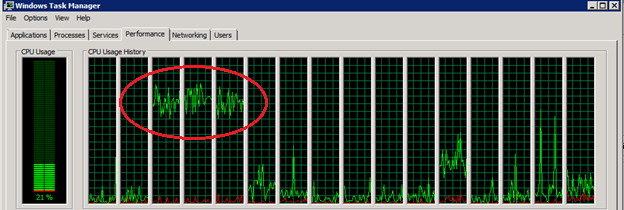 Windows Task Manager
File Options View Help
Applications Processes Services Performance Networking Users
CPU Usage CPU Usage History
21 %